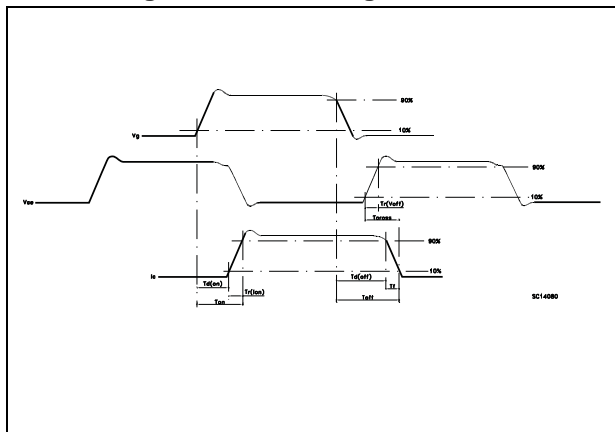 90%
10%
Vg
90%
10%
Tr(Voff)
Tcross
90%
10%
Ic
Td(on)
Tr(Ion)
Ton
Td(off)
Tf
Toff
SC14080